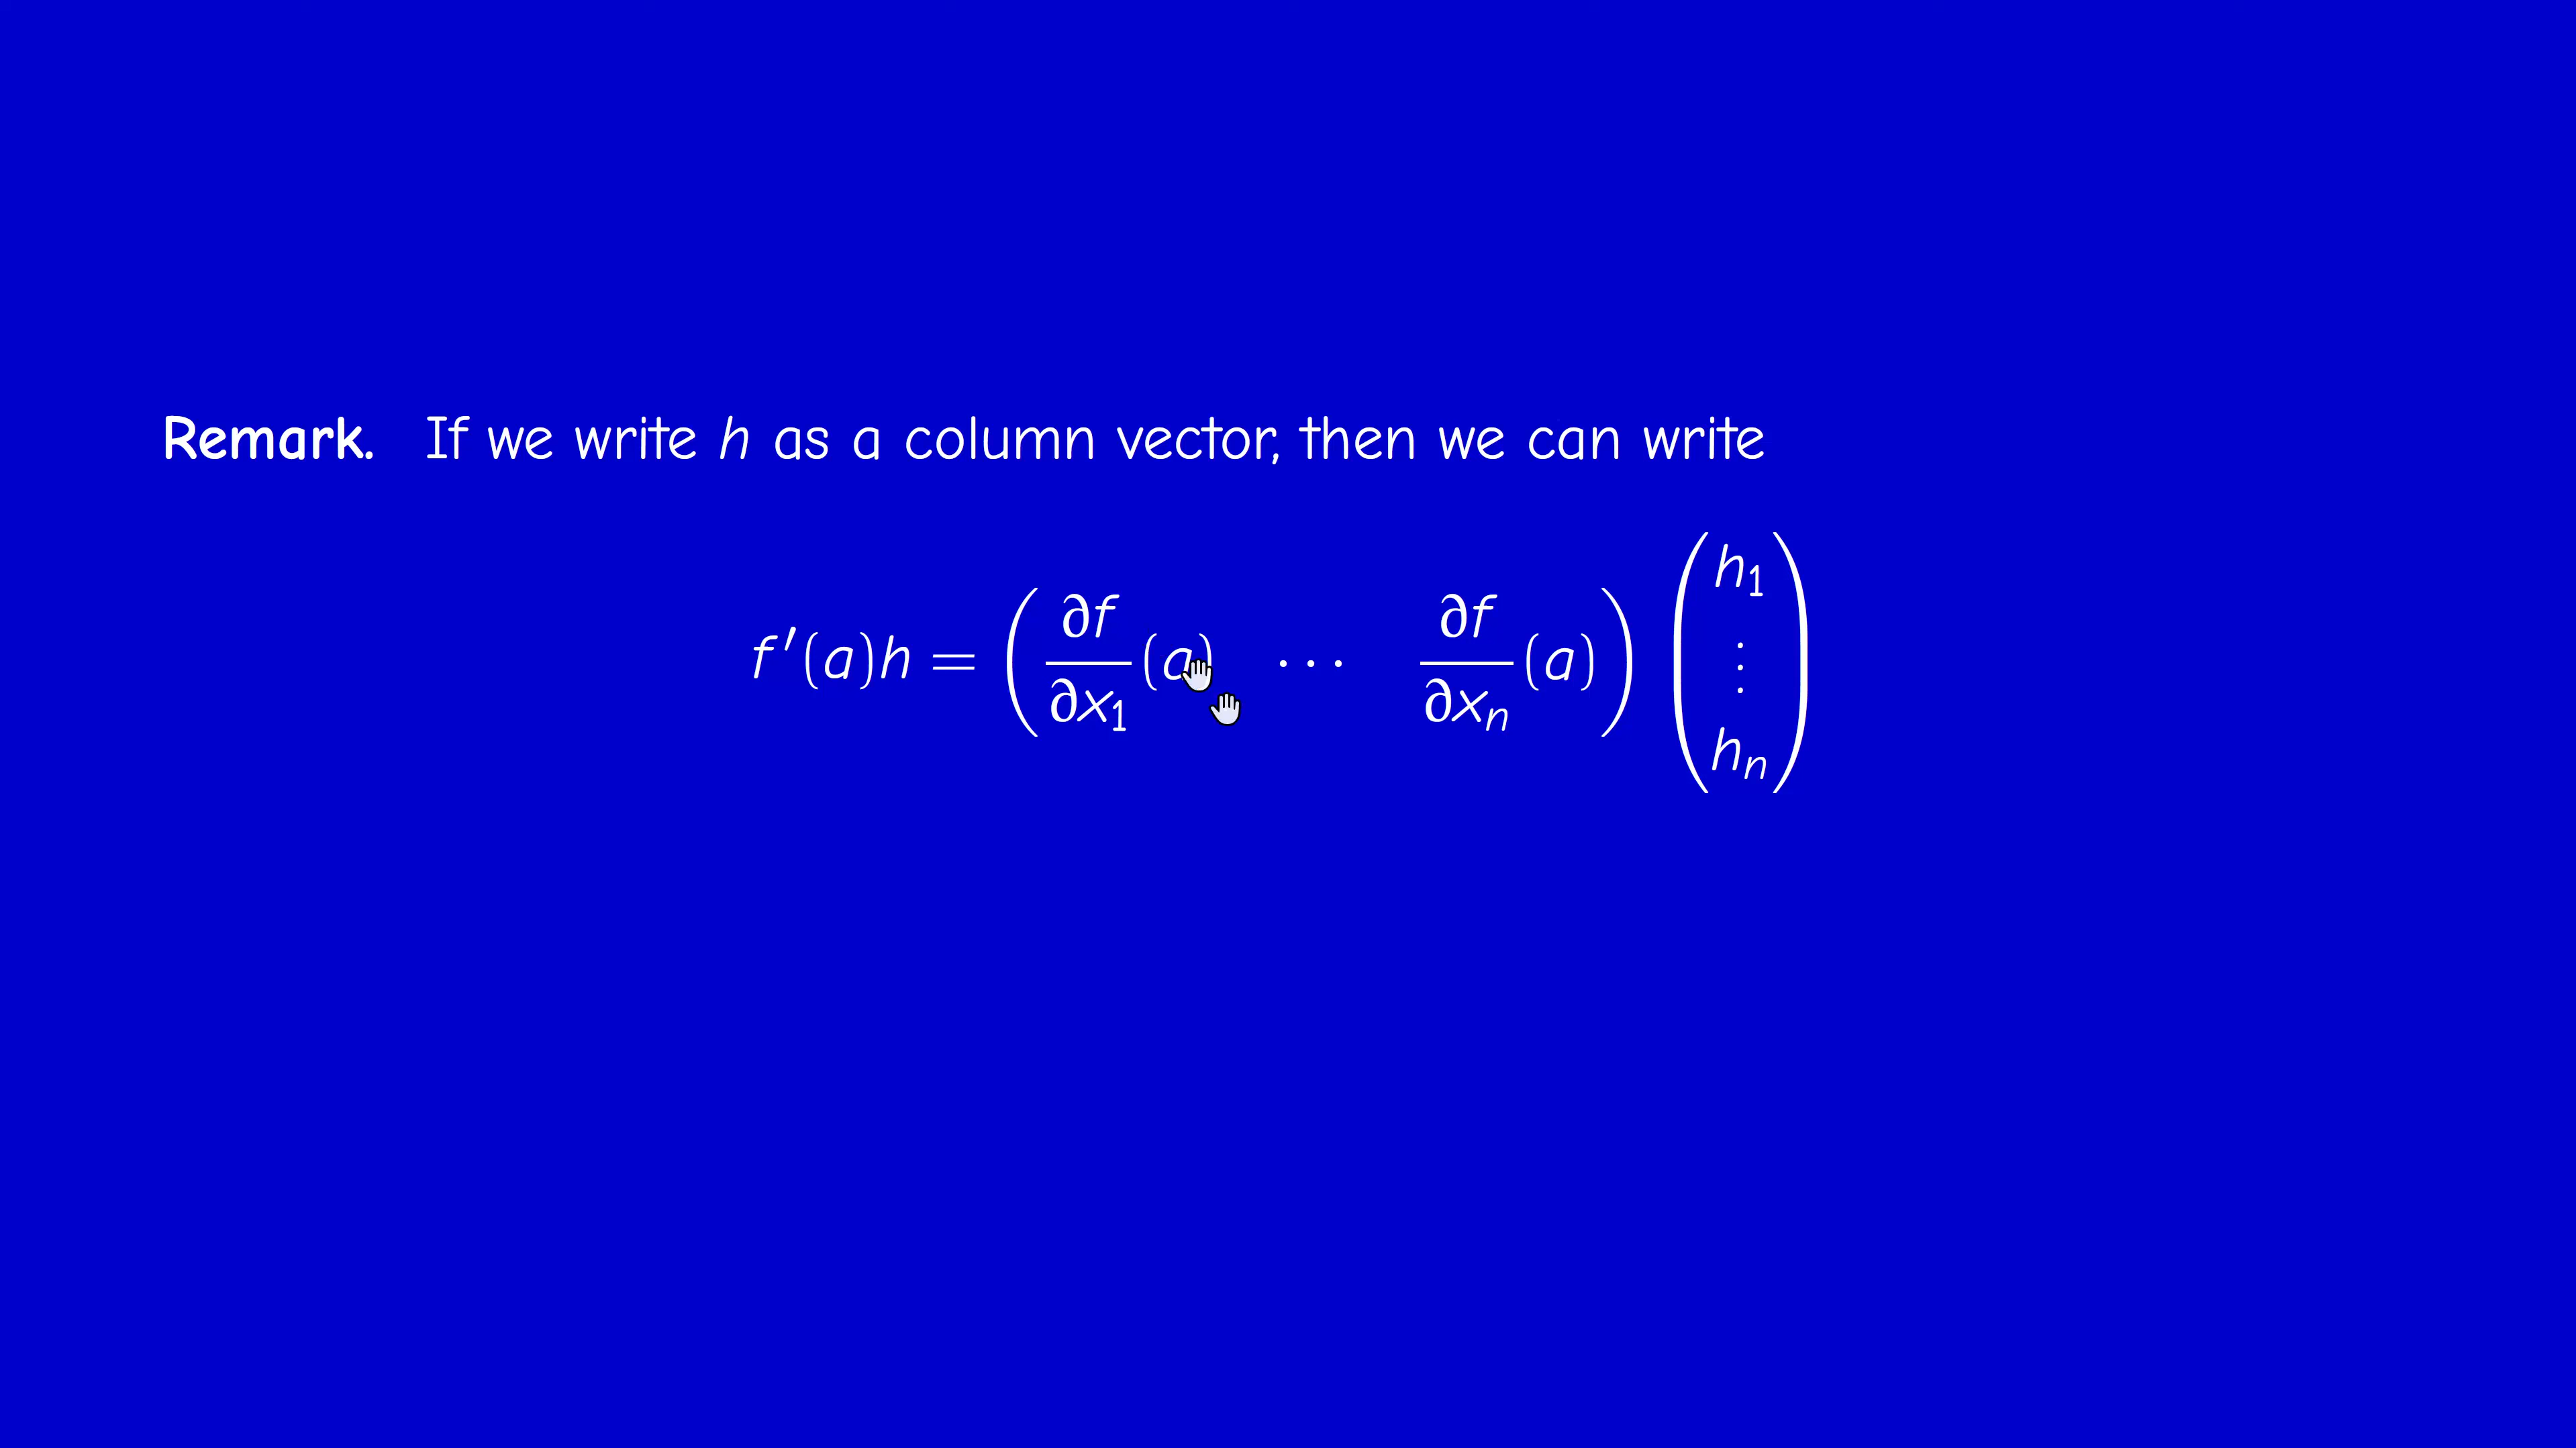 Remark. If we write h as a column vector, then we can write
f′(a)h = ( ∂f/∂x₁ (a) ⋯ ∂f/∂xₙ (a) ) ( h₁ ⋮ hₙ )